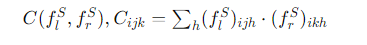 C(f_l^S, f_r^S), C_{ijk} = \sum_h (f_l^S)_{ijh} \cdot (f_r^S)_{ikh}